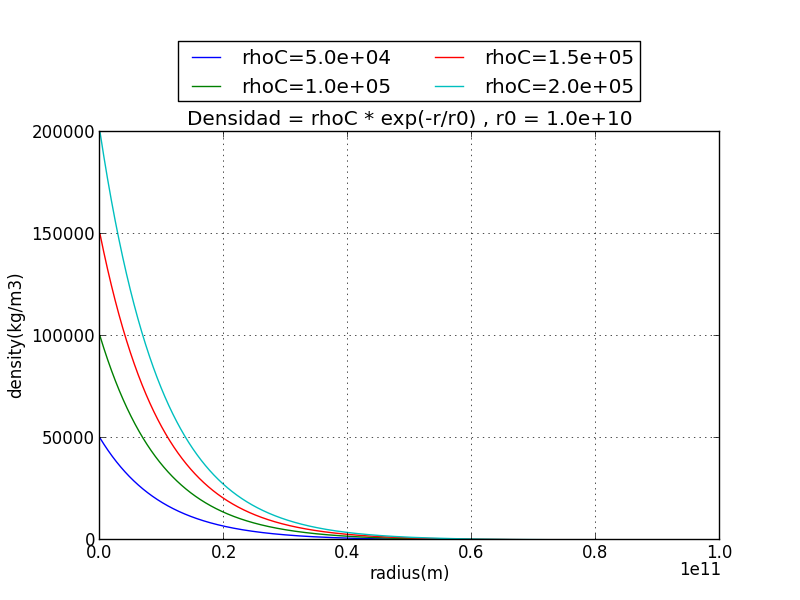 rhoC=5.0e+04 rhoC=1.5e+05
rhoC=1.0e+05 rhoC=2.0e+05
Densidad = rhoC * exp(-r/r0) , r0 = 1.0e+10
200000
150000
100000
50000
0
density(kg/m3)
0.0 0.2 0.4 0.6 0.8 1.0
1e11
radius(m)